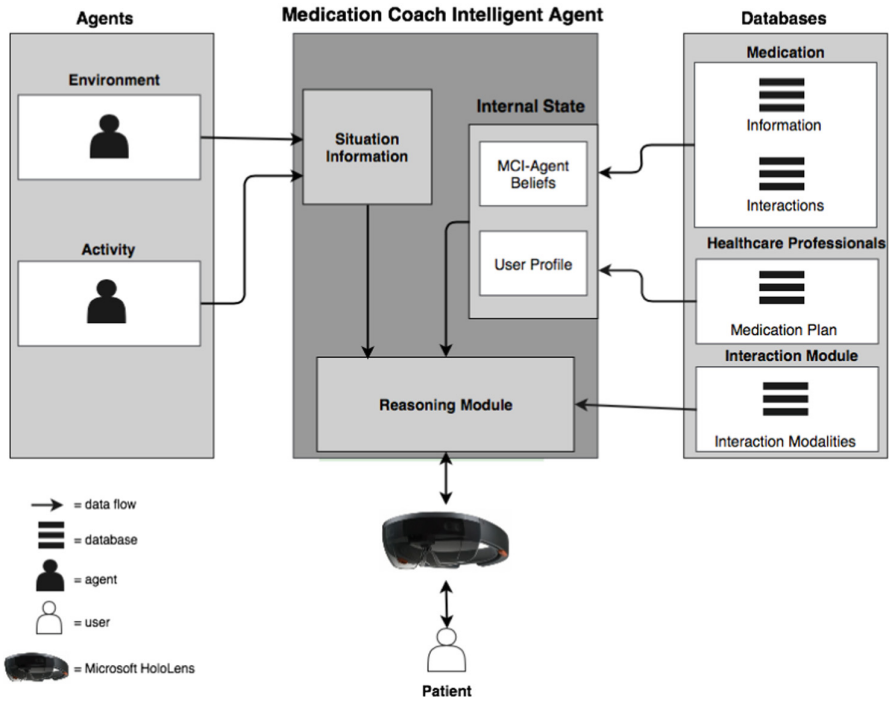 Agents
Medication Coach Intelligent Agent
Databases
Environment
Activity
Situation
Information
Internal State
MCI-Agent
Beliefs
User Profile
Reasoning Module
Medication
Information
Interactions
Healthcare Professionals
Medication Plan
Interaction Module
Interaction Modalities
= data flow
= database
= agent
= user
= Microsoft HoloLens
Patient